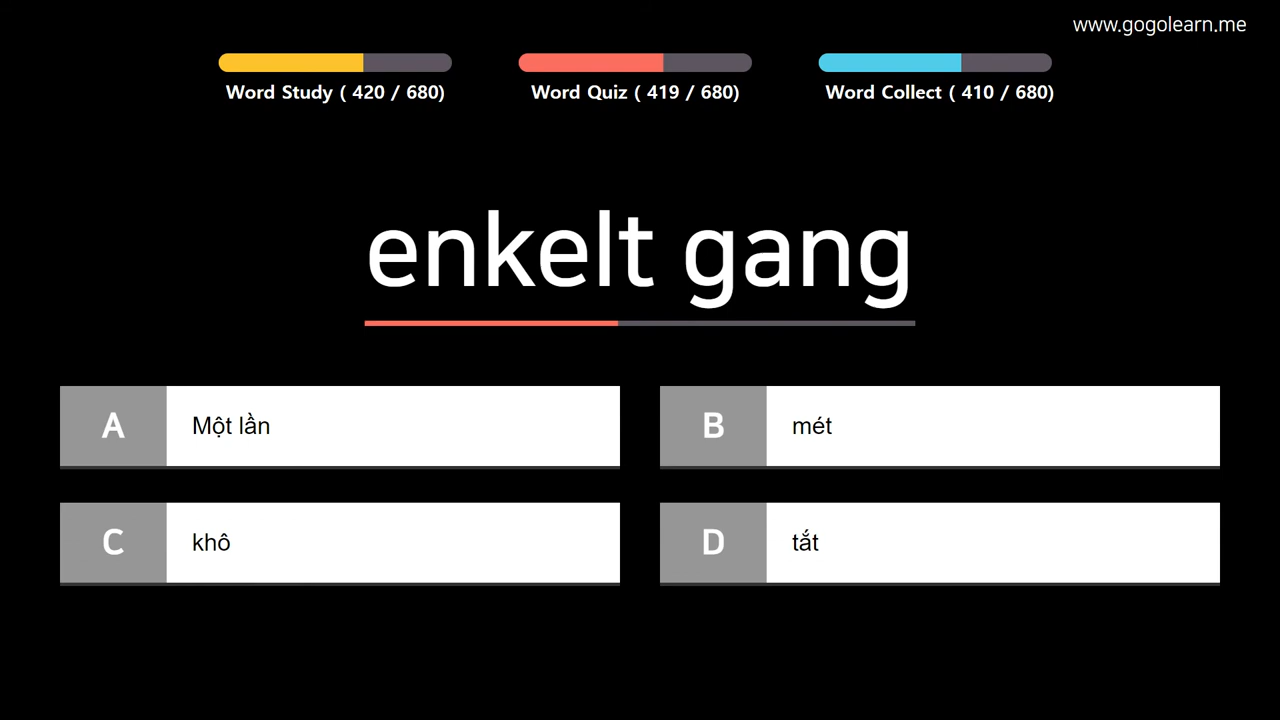 www.gogolearn.me
Word Study ( 420 / 680)
Word Quiz ( 419 / 680)
Word Collect ( 410 / 680)
enkelt gang
A Một lần
B mét
C khô
D tắt